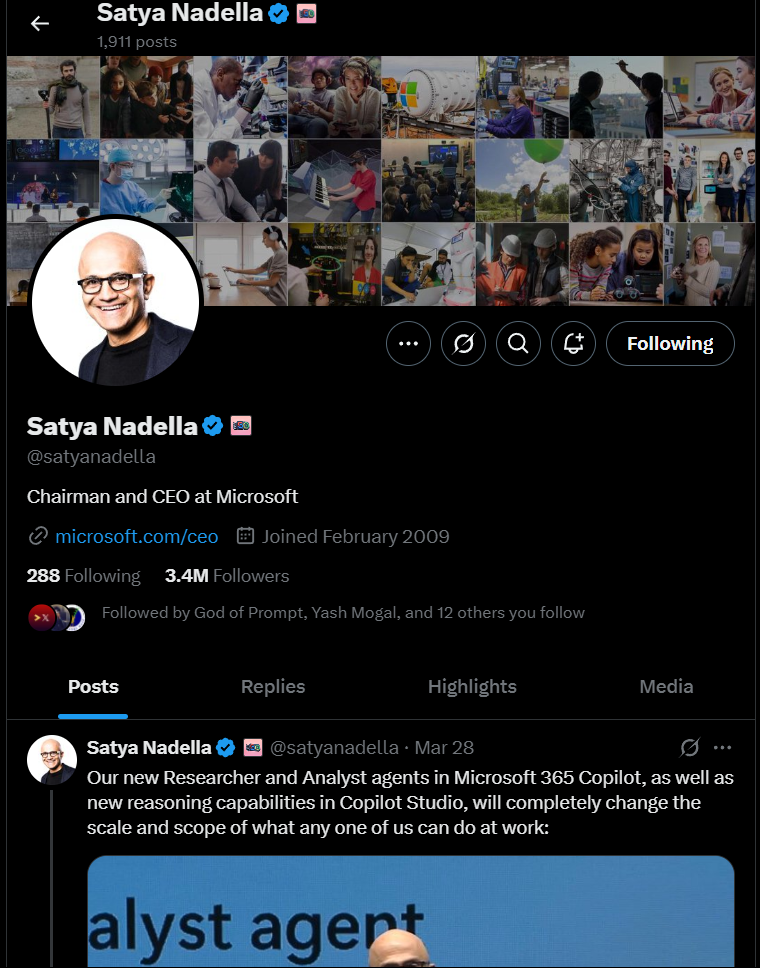 Satya Nadella
1,911 posts
Following
Satya Nadella
@satyanadella
Chairman and CEO at Microsoft
microsoft.com/ceo Joined February 2009
288 Following 3.4M Followers
Followed by God of Prompt, Yash Mogal, and 12 others you follow
Posts Replies Highlights Media
Satya Nadella @satyanadella · Mar 28
Our new Researcher and Analyst agents in Microsoft 365 Copilot, as well as
new reasoning capabilities in Copilot Studio, will completely change the
scale and scope of what any one of us can do at work:
alyst agent